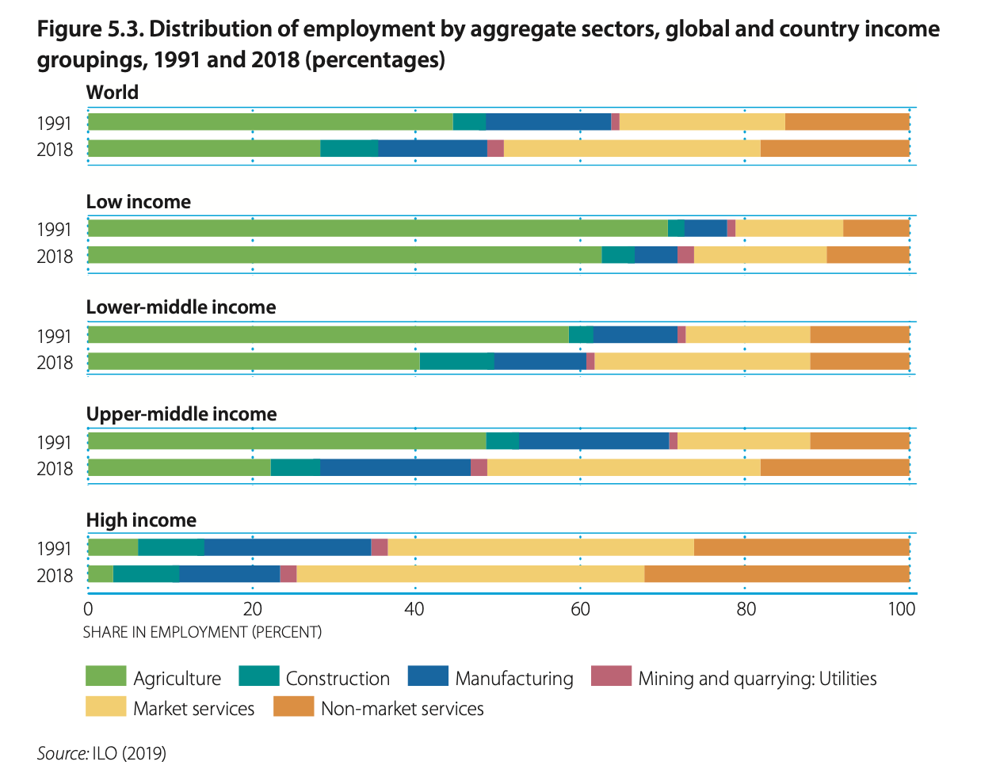 Figure 5.3. Distribution of employment by aggregate sectors, global and country income
groupings, 1991 and 2018 (percentages)
World
1991
2018
Low income
1991
2018
Lower-middle income
1991
2018
Upper-middle income
1991
2018
High income
1991
2018
0 20 40 60 80 100
SHARE IN EMPLOYMENT (PERCENT)
Agriculture Construction Manufacturing Mining and quarrying: Utilities
Market services Non-market services
Source: ILO (2019)